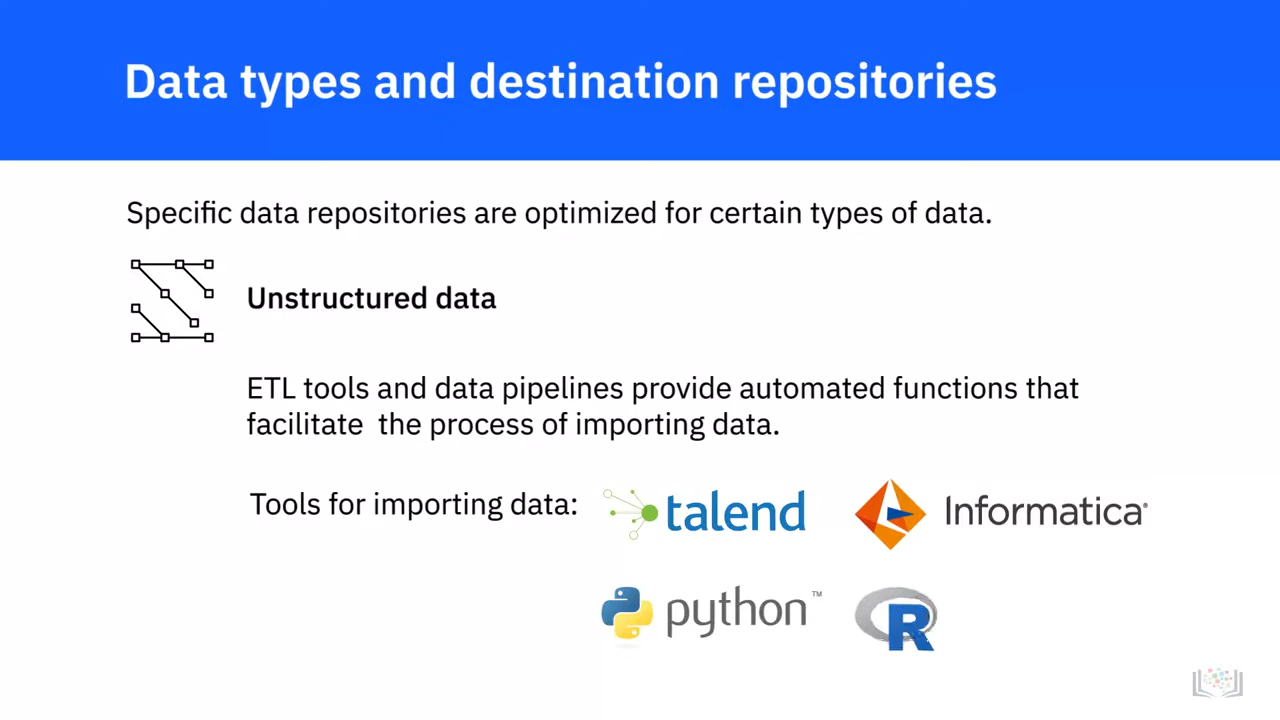 Data types and destination repositories
Specific data repositories are optimized for certain types of data.
Unstructured data
ETL tools and data pipelines provide automated functions that
facilitate the process of importing data.
Tools for importing data:
talend
Informatica®
python™
R